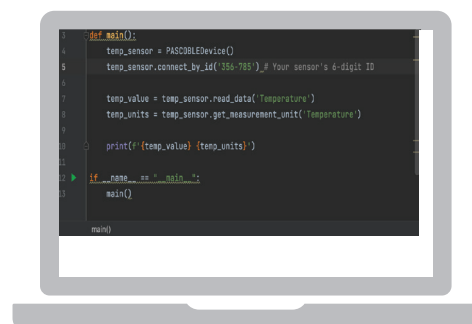 3 def main():
4 temp_sensor = PASCOBLEDevice()
5 temp_sensor.connect_by_id('356-785') # Your sensor's 6-digit ID
6
7 temp_value = temp_sensor.read_data('Temperature')
8 temp_units = temp_sensor.get_measurement_unit('Temperature')
9
10 print(f'{temp_value} {temp_units}')
11
12 if __name__ == "__main__":
13 main()
main()